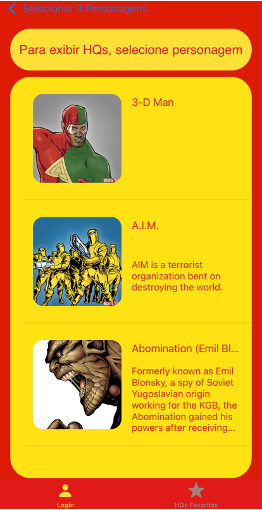 Selecionar 3 Personagens
Para exibir HQs, selecione personagem
3-D Man
A.I.M.
AIM is a terrorist
organization bent on
destroying the world.
Abomination (Emil Bl...
Formerly known as Emil
Blonsky, a spy of Soviet
Yugoslavian origin
working for the KGB, the
Abomination gained his
powers after receiving...
Login
HQs Favoritas